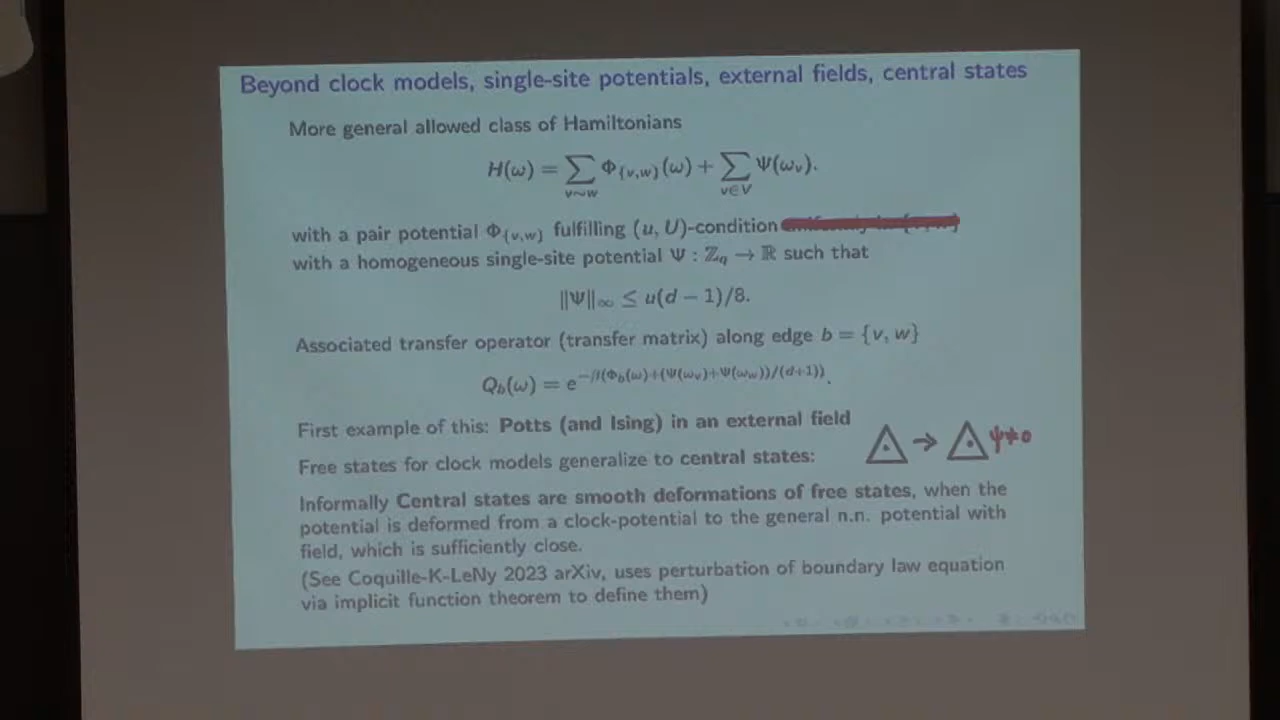 Beyond clock models, single-site potentials, external fields, central states
More general allowed class of Hamiltonians
H(ω) = ∑_{v∼w} Φ_{{v,w}}(ω) + ∑_{v∈V} Ψ(ω_v).
with a pair potential Φ_{{v,w}} fulfilling (u, U)-condition
with a homogeneous single-site potential Ψ : ℤ_q → ℝ such that
‖Ψ‖_∞ ≤ u(d − 1)/8.
Associated transfer operator (transfer matrix) along edge b = {v, w}
Q_b(ω) = e^{−β(Φ_b(ω)+(Ψ(ω_v)+Ψ(ω_w))/(d+1))}.
First example of this: Potts (and Ising) in an external field
Free states for clock models generalize to central states:
→ Ψ≠0
Informally Central states are smooth deformations of free states, when the
potential is deformed from a clock-potential to the general n.n. potential with
field, which is sufficiently close.
(See Coquille-K-LeNy 2023 arXiv, uses perturbation of boundary law equation
via implicit function theorem to define them)